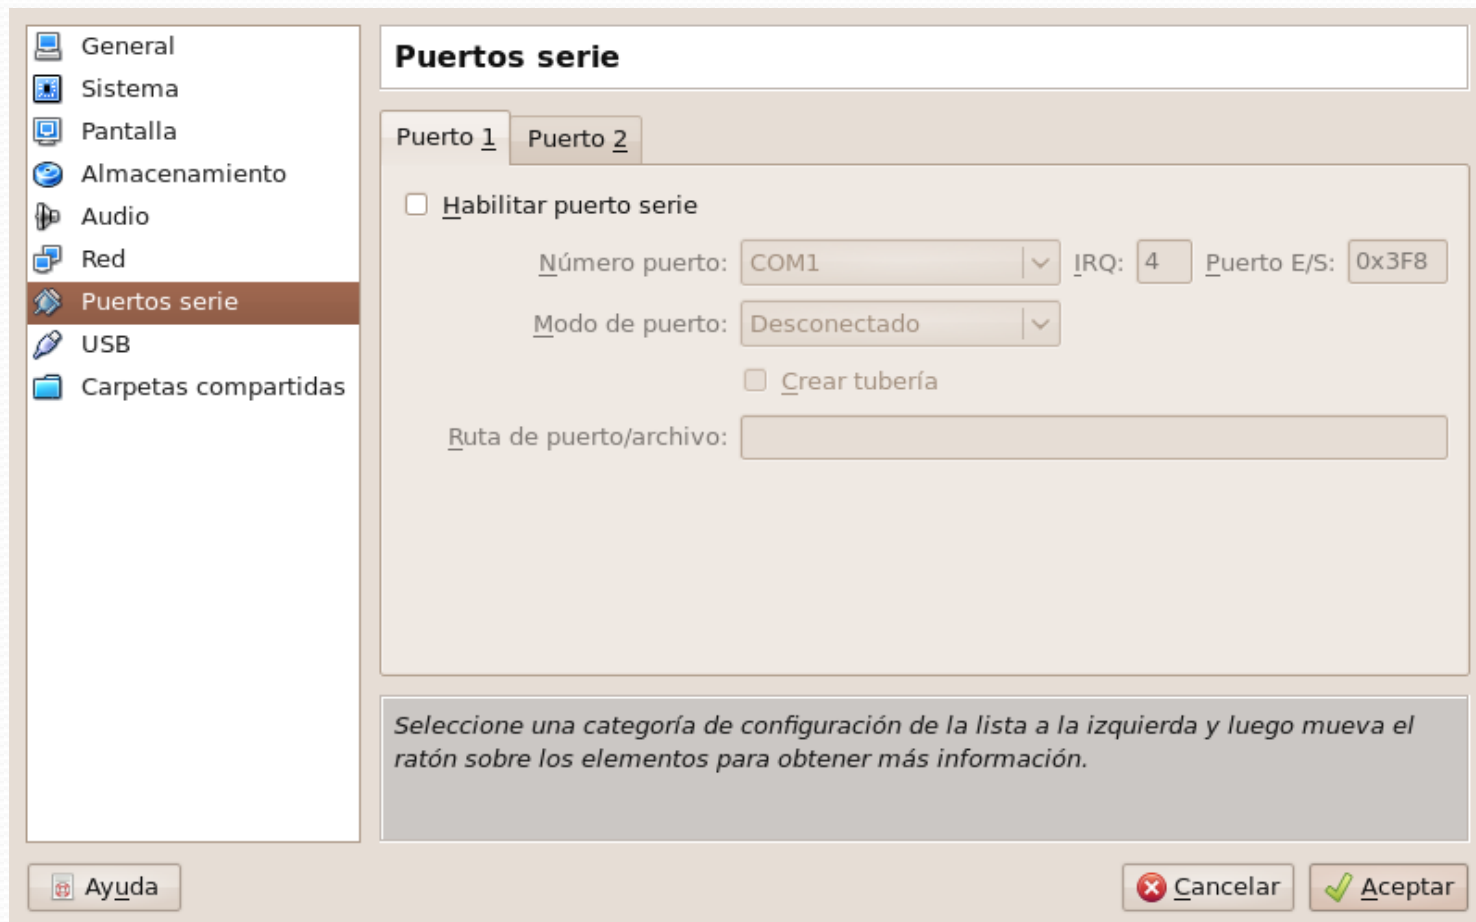 General
Sistema
Pantalla
Almacenamiento
Audio
Red
Puertos serie
USB
Carpetas compartidas
Puertos serie
Puerto 1 Puerto 2
Habilitar puerto serie
Número puerto: COM1 IRQ: 4 Puerto E/S: 0x3F8
Modo de puerto: Desconectado
Crear tubería
Ruta de puerto/archivo:
Seleccione una categoría de configuración de la lista a la izquierda y luego mueva el
ratón sobre los elementos para obtener más información.
Ayuda Cancelar Aceptar